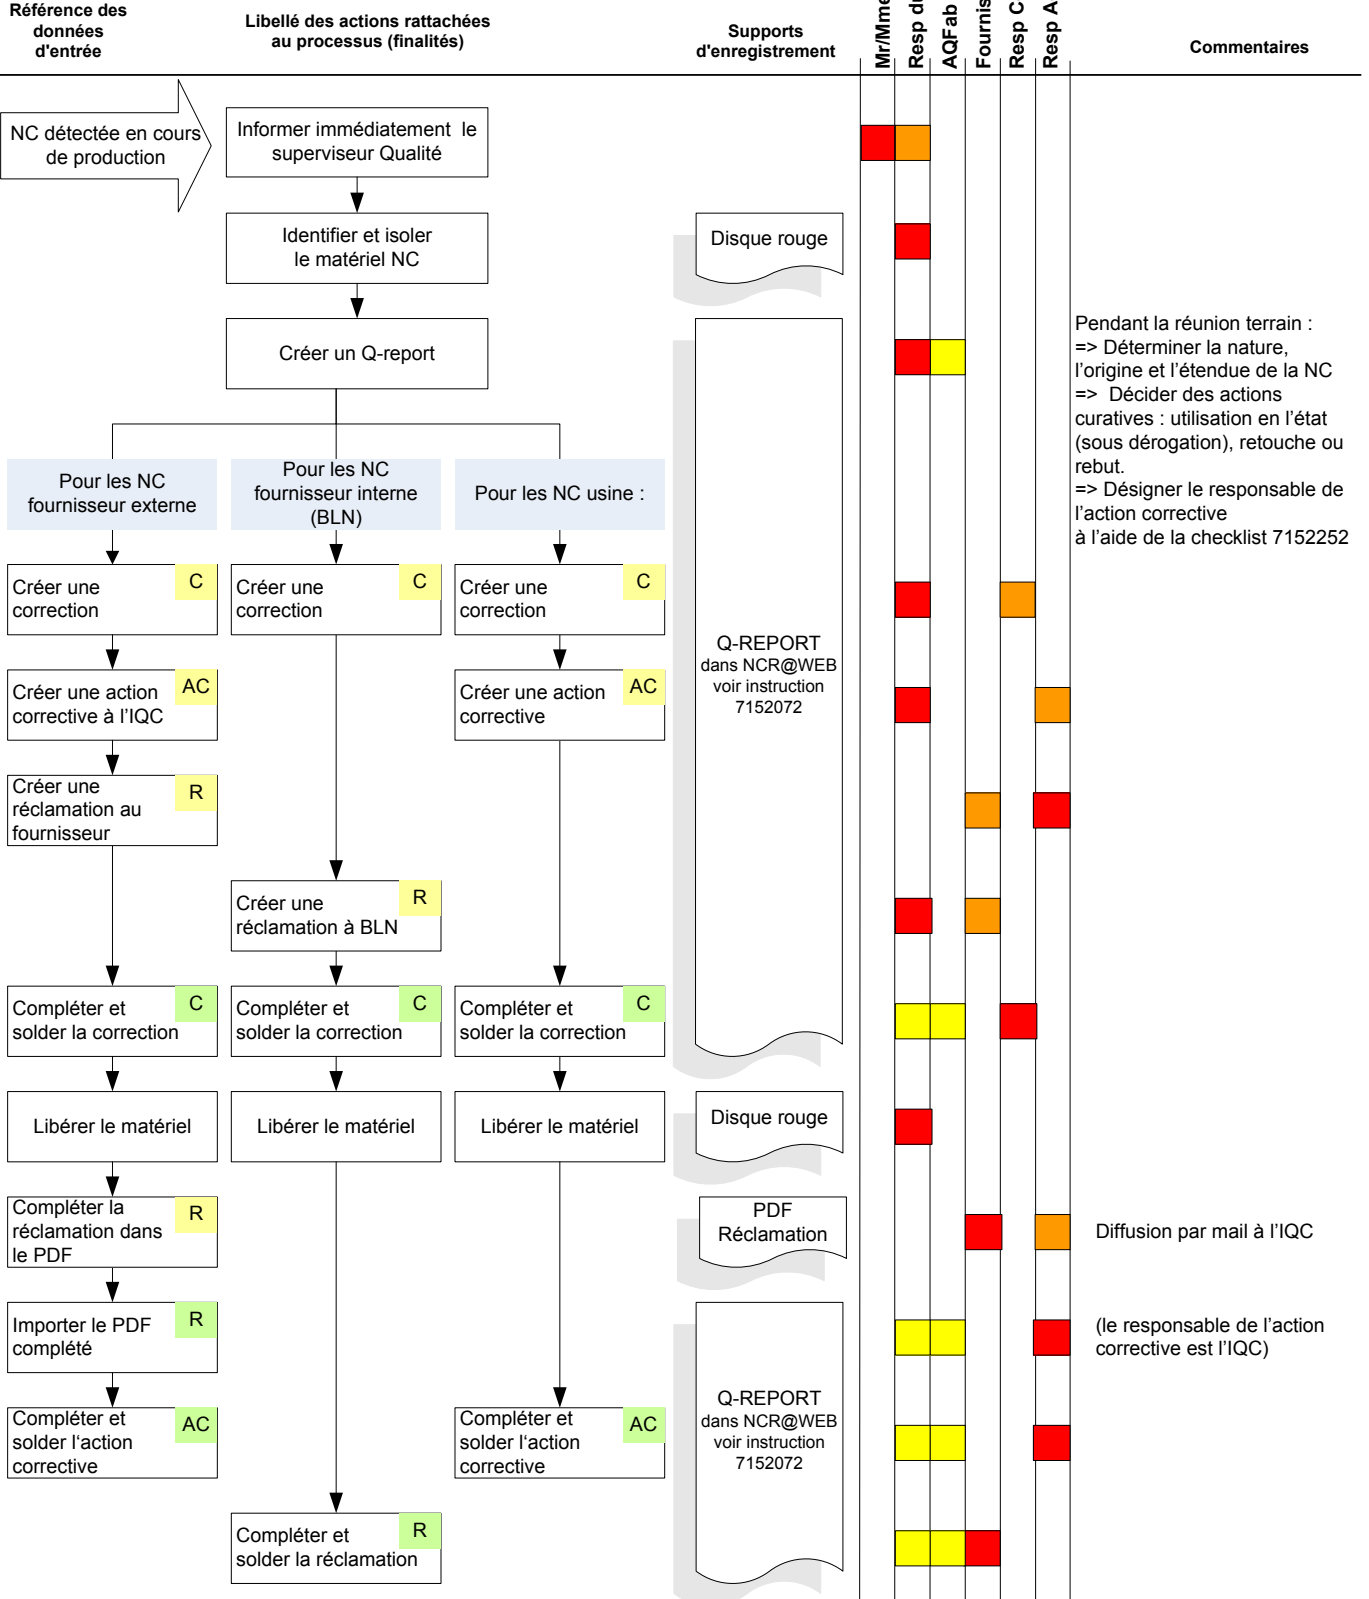 Référence des
données
d'entrée
Libellé des actions rattachées
au processus (finalités)
Supports
d'enregistrement
Mr/Mme
Resp du
AQFab
Fournis
Resp C
Resp A
Commentaires
NC détectée en cours
de production
Informer immédiatement le
superviseur Qualité
Identifier et isoler
le matériel NC
Disque rouge
Créer un Q-report
Pendant la réunion terrain :
=> Déterminer la nature,
l’origine et l’étendue de la NC
=> Décider des actions
curatives : utilisation en l’état
(sous dérogation), retouche ou
rebut.
=> Désigner le responsable de
l’action corrective
à l’aide de la checklist 7152252
Pour les NC
fournisseur externe
Pour les NC
fournisseur interne
(BLN)
Pour les NC usine :
Créer une
correction
C
Créer une
correction
C
Créer une
correction
C
Q-REPORT
dans NCR@WEB
voir instruction
7152072
Créer une action
corrective à l’IQC
AC
Créer une action
corrective
AC
Créer une
réclamation au
fournisseur
R
Créer une
réclamation à BLN
R
Compléter et
solder la correction
C
Compléter et
solder la correction
C
Compléter et
solder la correction
C
Libérer le matériel
Libérer le matériel
Libérer le matériel
Disque rouge
Compléter la
réclamation dans
le PDF
R
PDF
Réclamation
Diffusion par mail à l’IQC
Importer le PDF
complété
R
(le responsable de l’action
corrective est l’IQC)
Compléter et
solder l‘action
corrective
AC
Compléter et
solder l‘action
corrective
AC
Q-REPORT
dans NCR@WEB
voir instruction
7152072
Compléter et
solder la réclamation
R